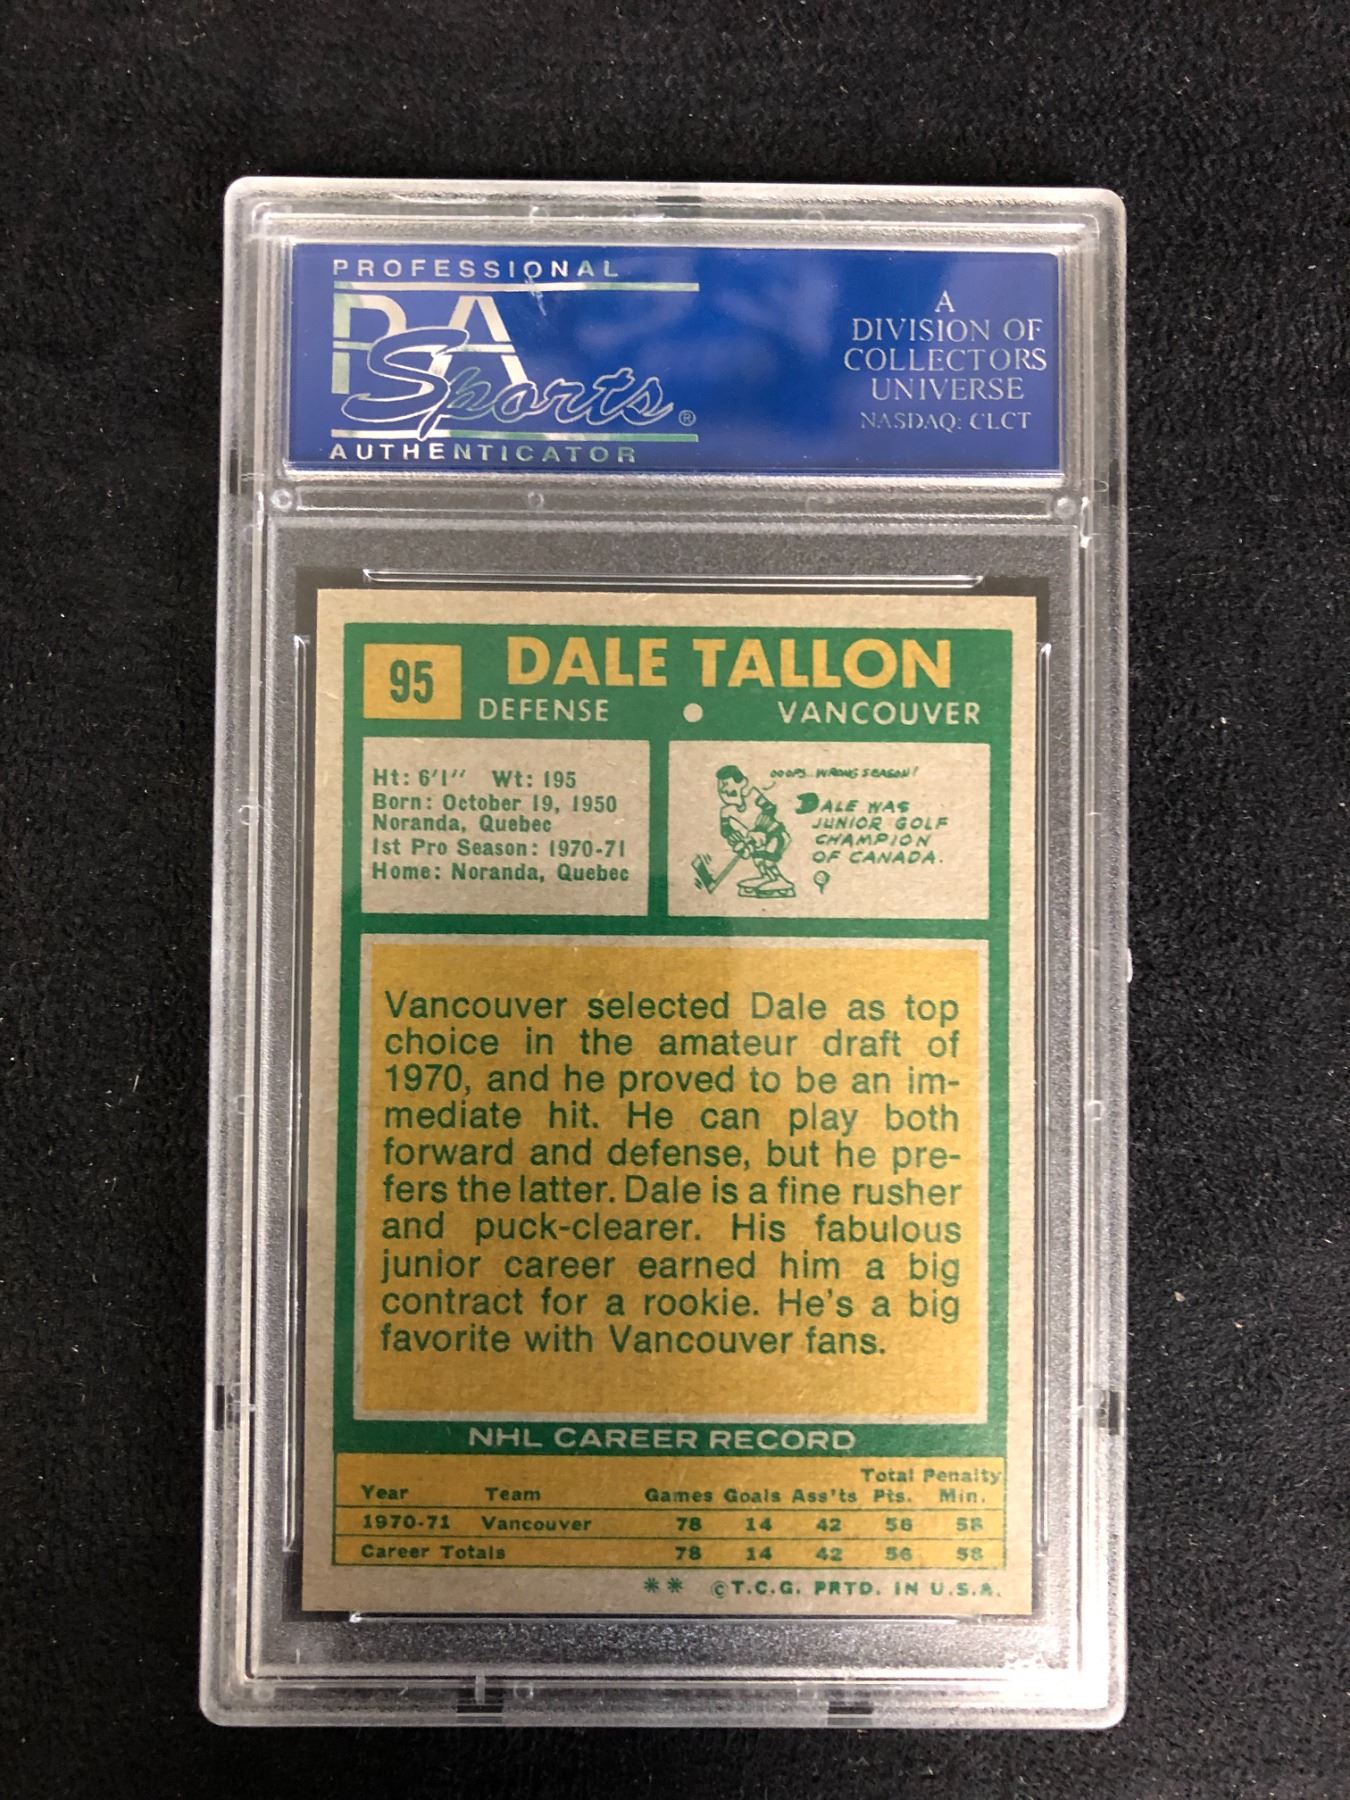 PROFESSIONAL
PSA
Sports ®
AUTHENTICATOR
A
DIVISION OF
COLLECTORS
UNIVERSE
NASDAQ: CLCT
95
DALE TALLON
DEFENSE • VANCOUVER
Ht: 6'1" Wt: 195
Born: October 19, 1950
Noranda, Quebec
1st Pro Season: 1970-71
Home: Noranda, Quebec
OOOPS.. WRONG SEASON!
DALE WAS
JUNIOR GOLF
CHAMPION
OF CANADA.
Vancouver selected Dale as top
choice in the amateur draft of
1970, and he proved to be an im-
mediate hit. He can play both
forward and defense, but he pre-
fers the latter. Dale is a fine rusher
and puck-clearer. His fabulous
junior career earned him a big
contract for a rookie. He's a big
favorite with Vancouver fans.
NHL CAREER RECORD
Total Penalty
Year Team Games Goals Ass'ts Pts. Min.
1970-71 Vancouver 78 14 42 56 58
Career Totals 78 14 42 56 58
** © T.C.G. PRTD. IN U.S.A.